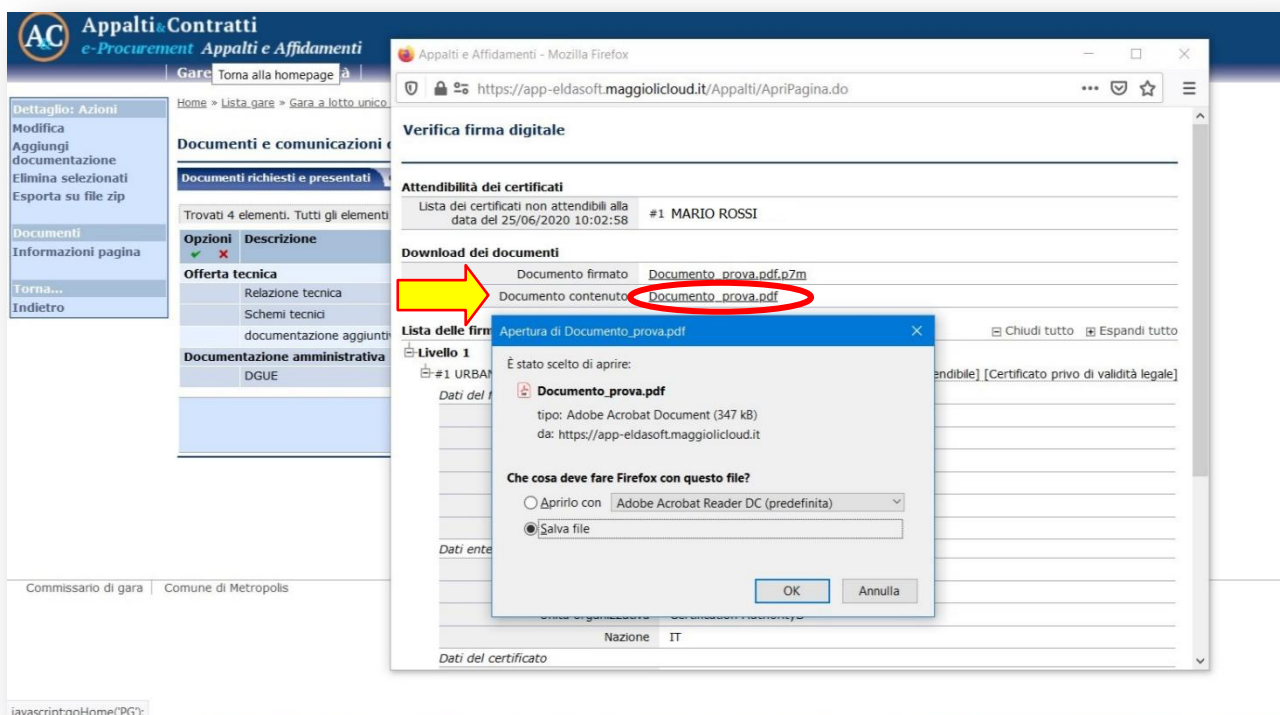 A&C
Appalti&Contratti
e-Procurement Appalti e Affidamenti
Gare
Torna alla homepage
à
Dettaglio: Azioni
Modifica
Aggiungi
documentazione
Elimina selezionati
Esporta su file zip
Documenti
Informazioni pagina
Torna...
Indietro
Home » Lista gare » Gara a lotto unico
Documenti e comunicazioni
Documenti richiesti e presentati
Trovati 4 elementi. Tutti gli elementi
Opzioni Descrizione
Offerta tecnica
Relazione tecnica
Schemi tecnici
documentazione aggiunti
Documentazione amministrativa
DGUE
Commissario di gara | Comune di Metropolis
javascript:goHome('PG');
Appalti e Affidamenti - Mozilla Firefox
https://app-eldasoft.maggiolicloud.it/Appalti/ApriPagina.do
Verifica firma digitale
Attendibilità dei certificati
Lista dei certificati non attendibili alla
data del 25/06/2020 10:02:58
#1 MARIO ROSSI
Download dei documenti
Documento firmato Documento_prova.pdf.p7m
Documento contenuto Documento_prova.pdf
Lista delle firm
Chiudi tutto Espandi tutto
Livello 1
#1 URBAN
endibile] [Certificato privo di validità legale]
Dati del f
Apertura di Documento_prova.pdf
È stato scelto di aprire:
Documento_prova.pdf
tipo: Adobe Acrobat Document (347 kB)
da: https://app-eldasoft.maggiolicloud.it
Che cosa deve fare Firefox con questo file?
Aprirlo con Adobe Acrobat Reader DC (predefinita)
Salva file
OK Annulla
Dati ente
Unità organizzativa Certification AuthorityB
Nazione IT
Dati del certificato